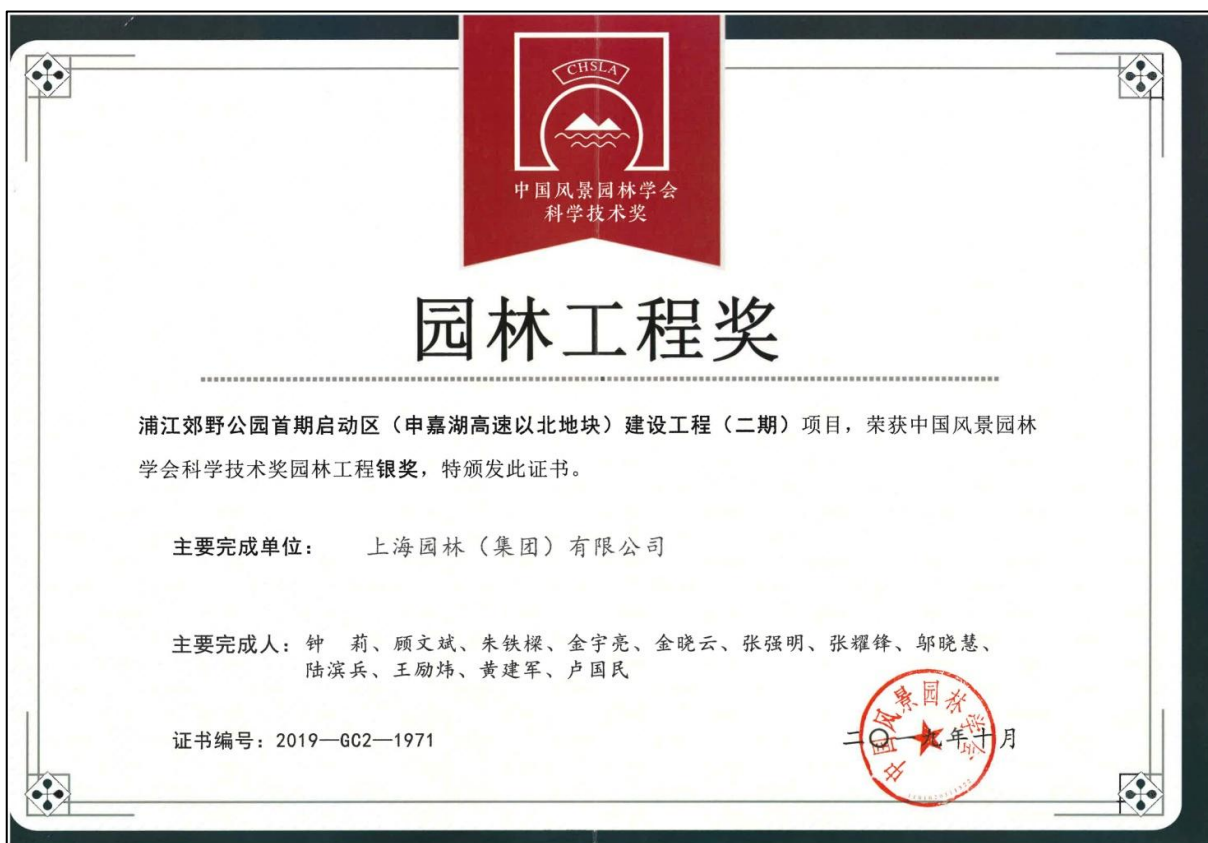 CHSLA
中国风景园林学会
科学技术奖
园林工程奖
浦江郊野公园首期启动区（申嘉湖高速以北地块）建设工程（二期）项目，荣获中国风景园林
学会科学技术奖园林工程银奖，特颁发此证书。
主要完成单位： 上海园林（集团）有限公司
主要完成人：钟 莉、顾文斌、朱铁樑、金宇亮、金晓云、张强明、张耀锋、邬晓慧、
陆滨兵、王励炜、黄建军、卢国民
证书编号：2019—GC2—1971
二〇一九年十月
中国风景园林学会